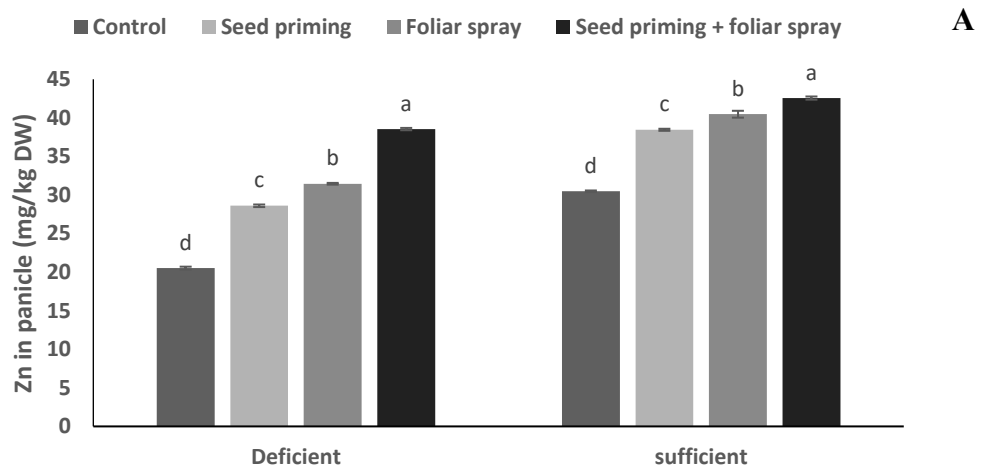 Control Seed priming Foliar spray Seed priming + foliar spray
A
Zn in panicle (mg/kg DW)
45
40
35
30
25
20
15
10
5
0
d
c
b
a
d
c
b
a
Deficient
sufficient